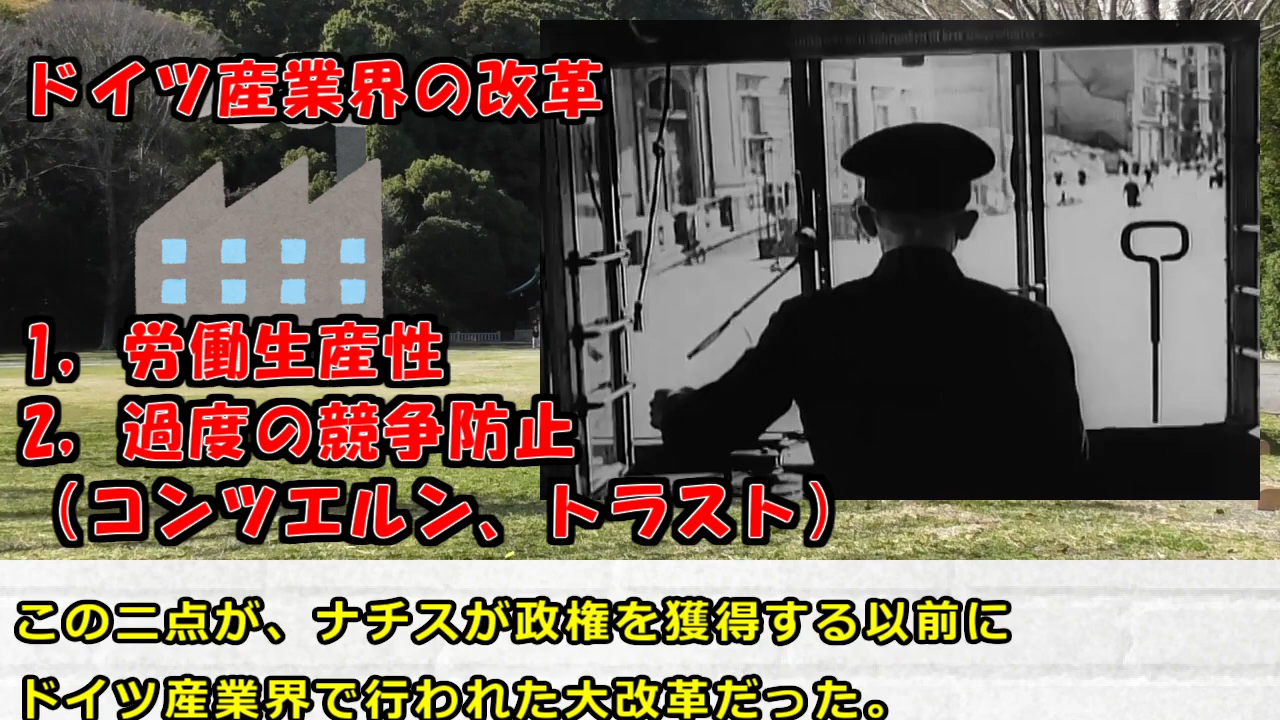 ドイツ産業界の改革
1，労働生産性
2，過度の競争防止
（コンツエルン、トラスト）
この二点が、ナチスが政権を獲得する以前に
ドイツ産業界で行われた大改革だった。